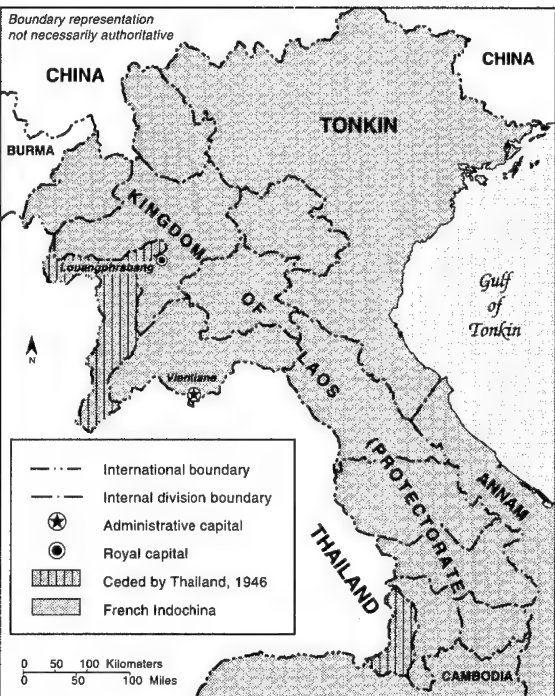 Boundary representation
not necessarily authoritative
CHINA
CHINA
TONKIN
BURMA
KINGDOM
Louangphrabang
Gulf
of
Tonkin
OF
N
LAOS
Vientiane
(PROTECTORATE)
ANNAM
THAILAND
International boundary
Internal division boundary
Administrative capital
Royal capital
Ceded by Thailand, 1946
French Indochina
0 50 100 Kilometers
0 50 100 Miles
CAMBODIA